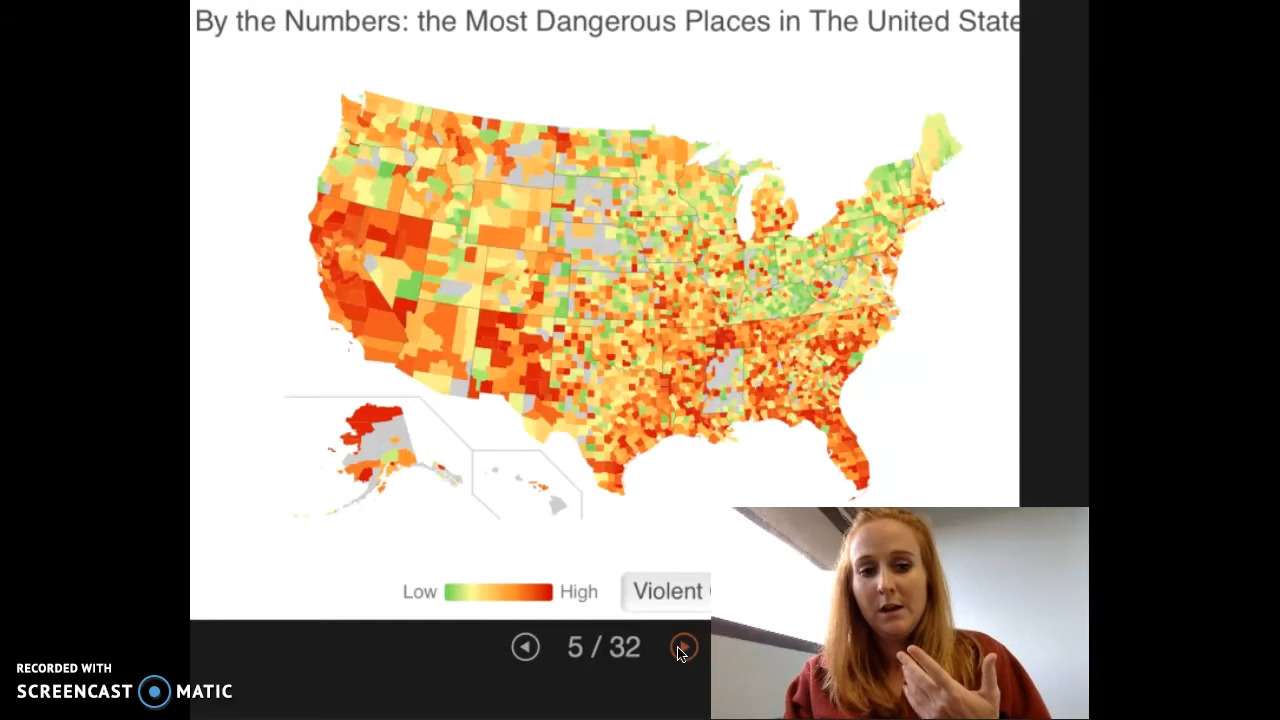 By the Numbers: the Most Dangerous Places in The United State
Low
High
Violent
5 / 32
RECORDED WITH
SCREENCAST MATIC